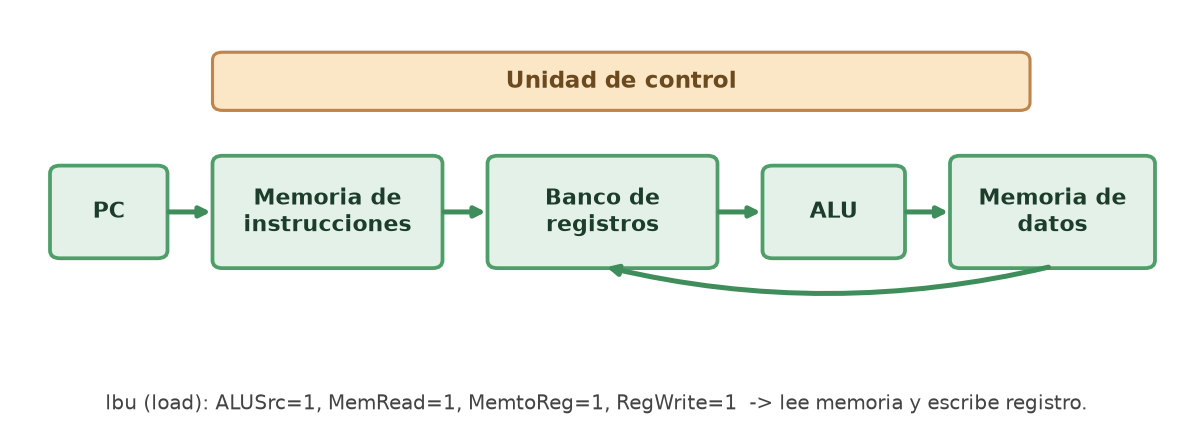 Unidad de control
PC
Memoria de
instrucciones
Banco de
registros
ALU
Memoria de
datos
lbu (load): ALUSrc=1, MemRead=1, MemtoReg=1, RegWrite=1 -> lee memoria y escribe registro.